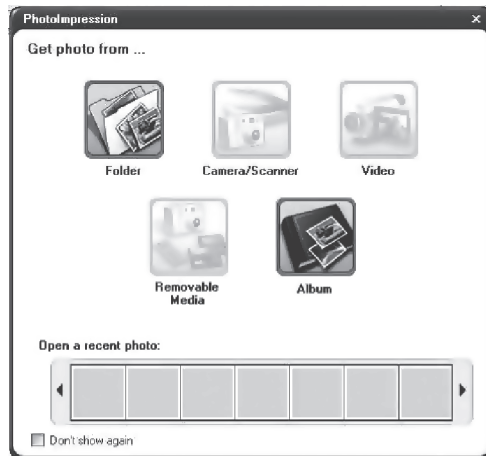 PhotoImpression
Get photo from ...
Folder Camera/Scanner Video
Removable
Media
Album
Open a recent photo:
Don't show again